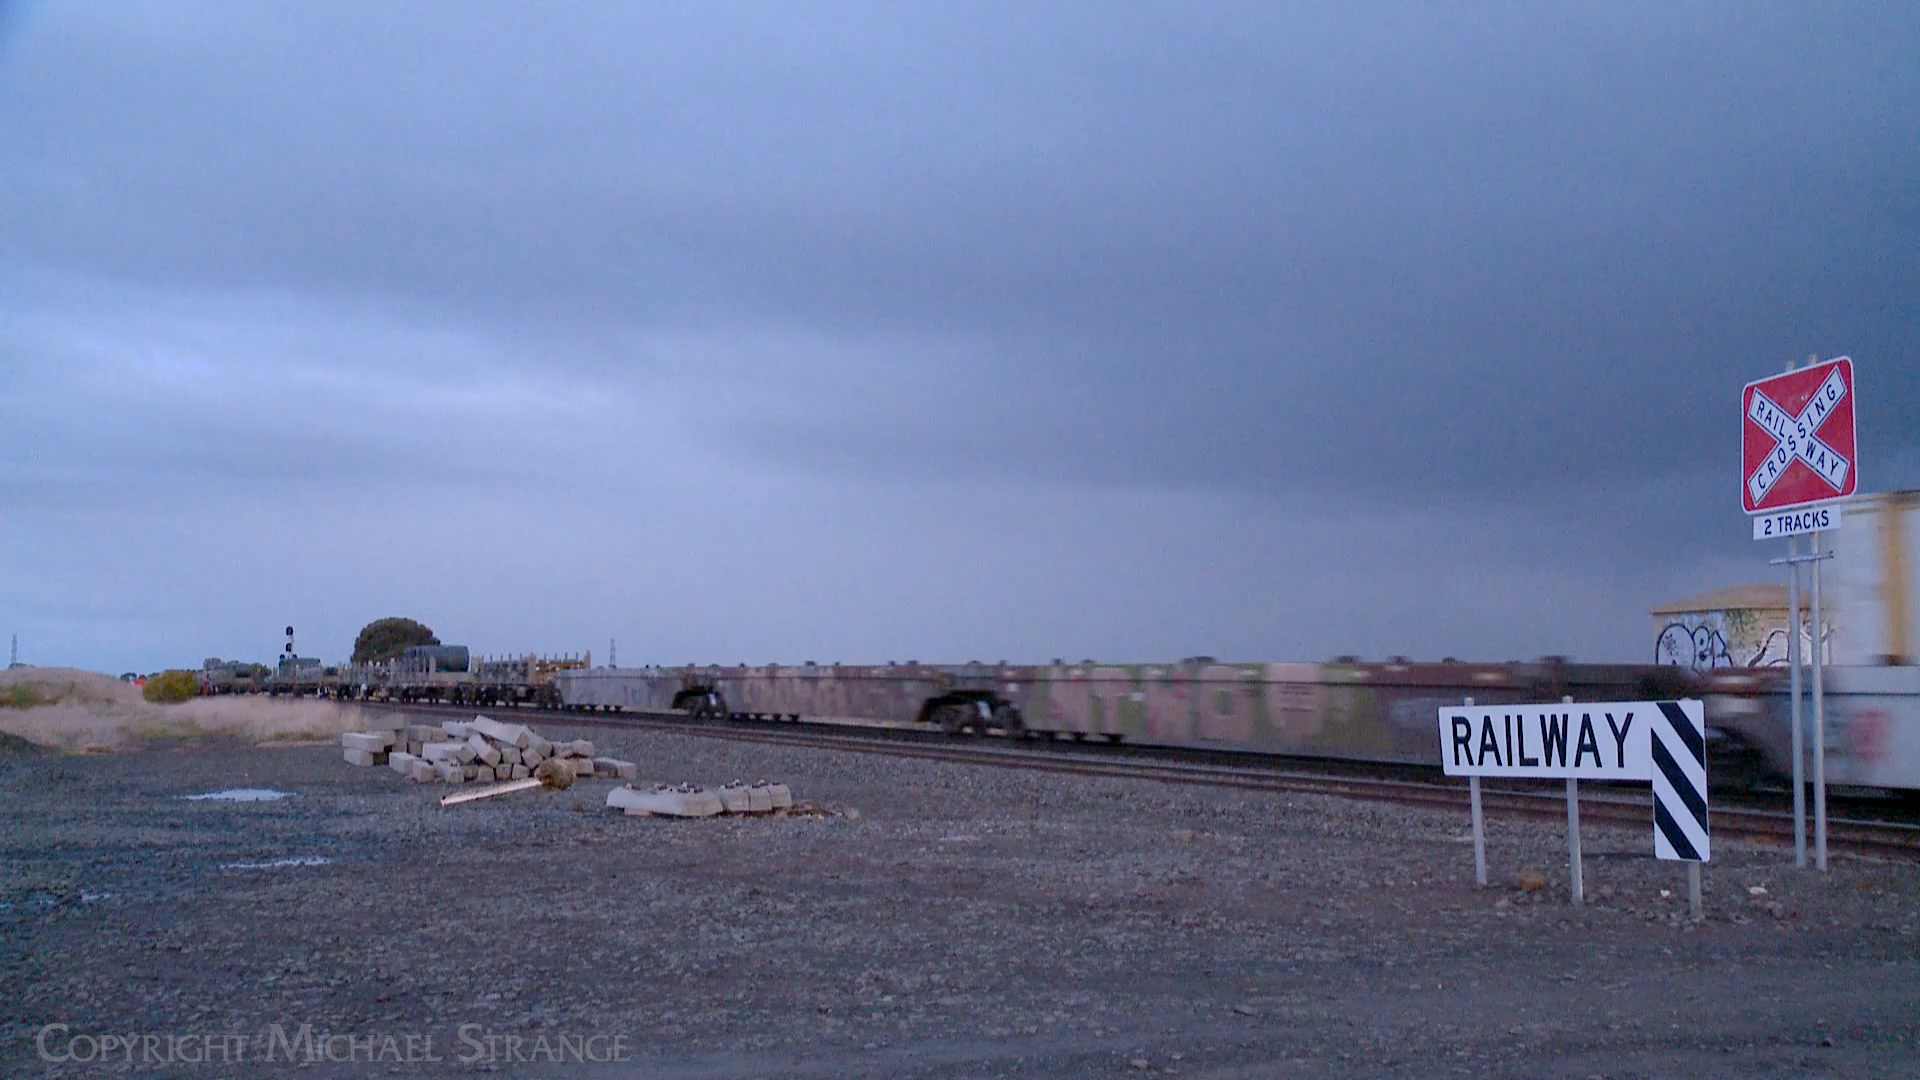 RAILWAY
CROSSING
2 TRACKS
RAILWAY
COPYRIGHT MICHAEL STRANGE